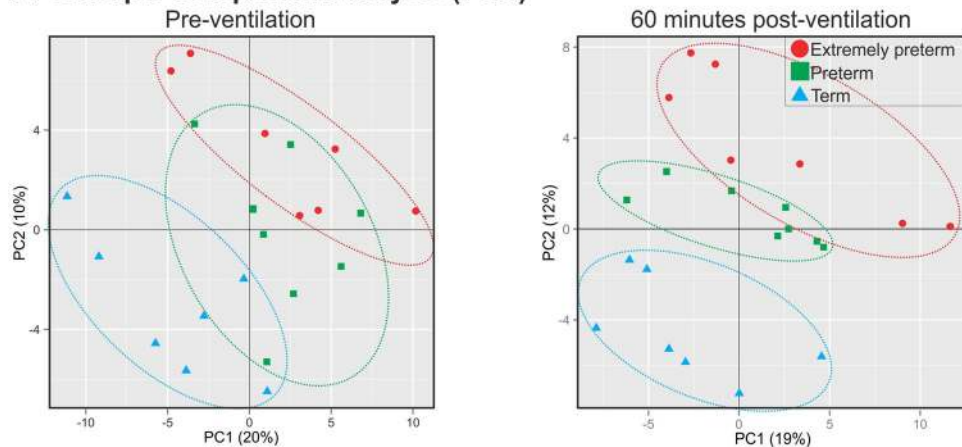 Pre-ventilation
60 minutes post-ventilation
8
Extremely preterm
Preterm
Term
4
0
-4
PC2 (10%)
-10
-5
0
5
10
PC1 (20%)
4
0
-4
PC2 (12%)
-5
0
5
10
PC1 (19%)